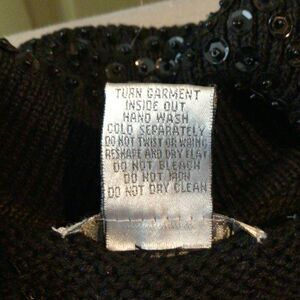 TURN GARMENT
INSIDE OUT
HAND WASH
COLD SEPARATELY
DO NOT TWIST OR WRING
RESHAPE AND DRY FLAT
DO NOT BLEACH
DO NOT IRON
DO NOT DRY CLEAN